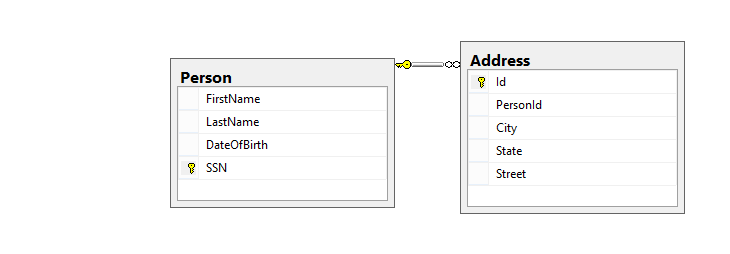 Person
FirstName
LastName
DateOfBirth
SSN
Address
Id
PersonId
City
State
Street